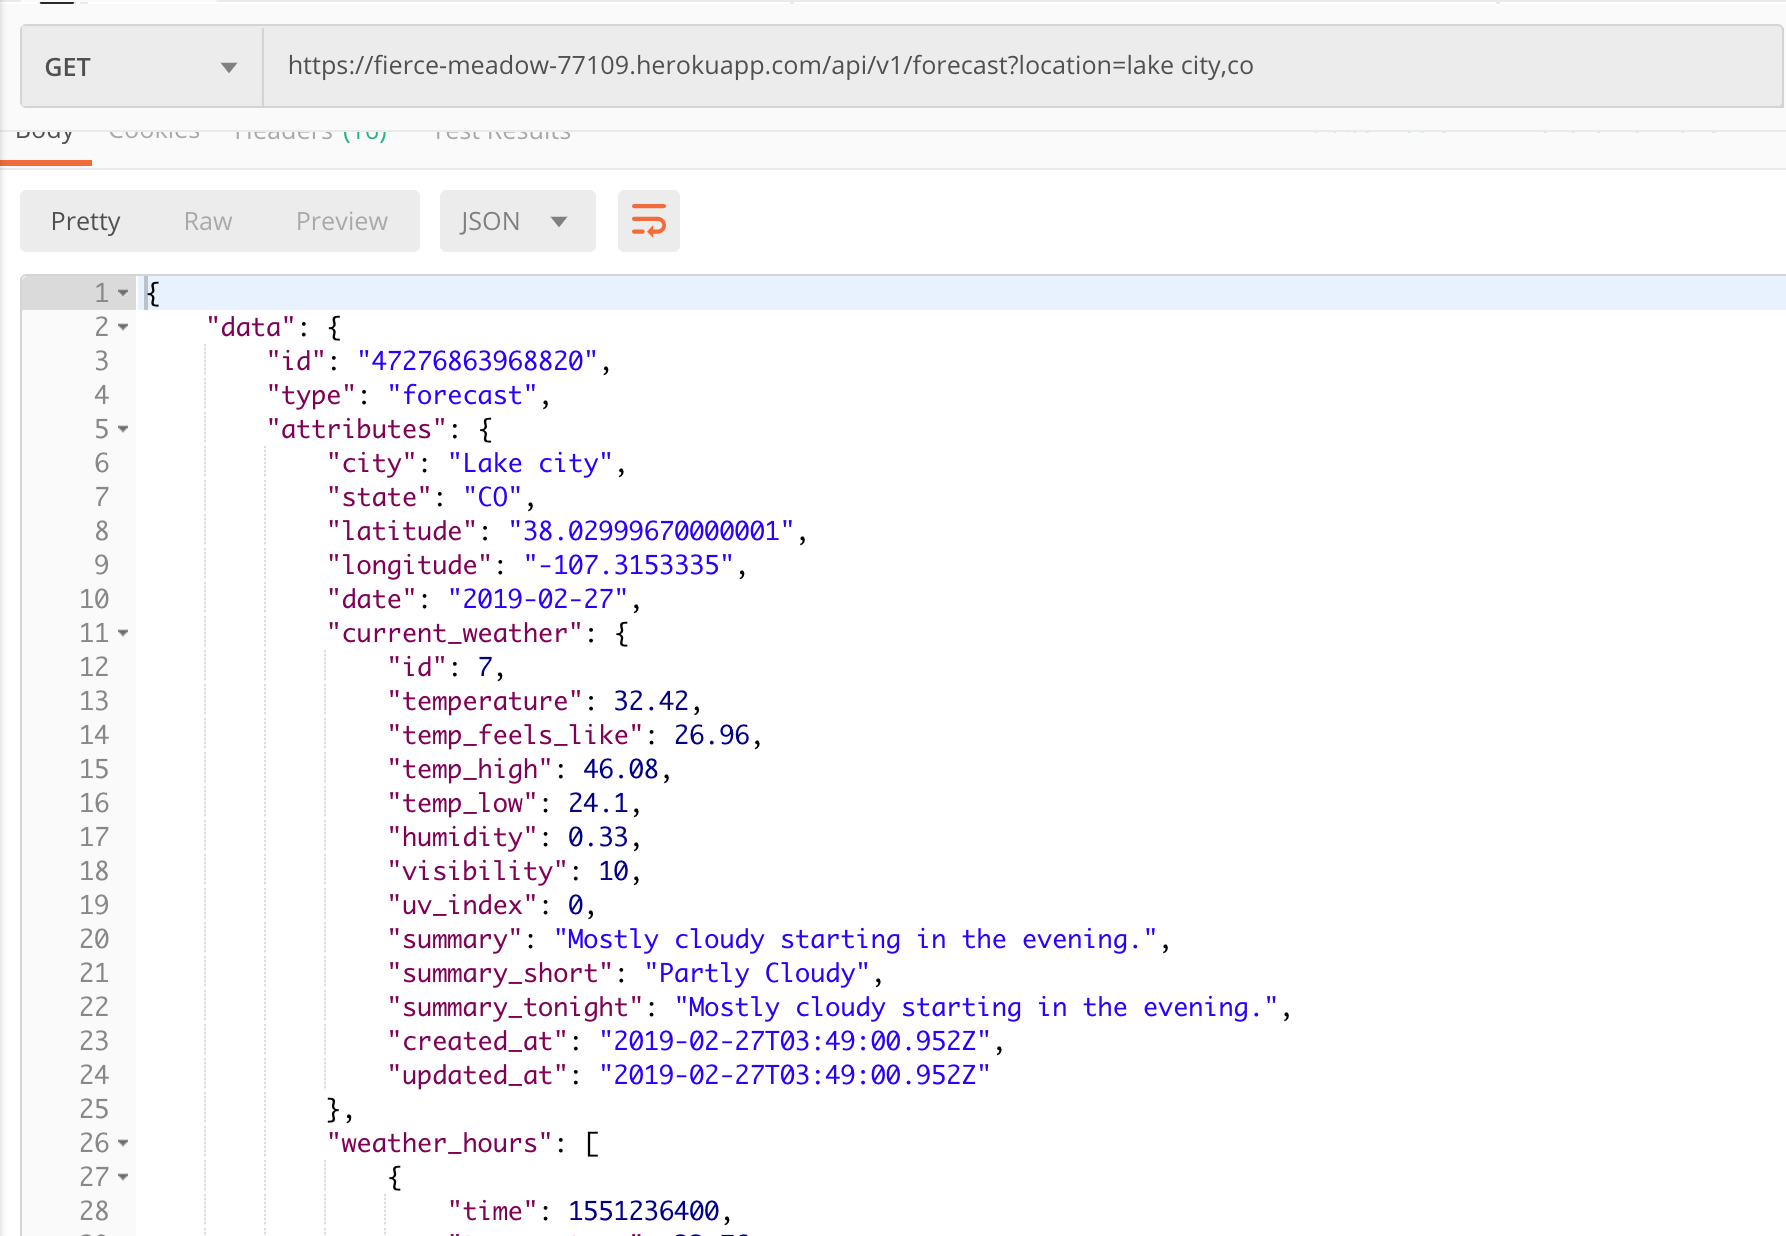 GET https://fierce-meadow-77109.herokuapp.com/api/v1/forecast?location=lake city,co
Body Cookies Headers (16) Test Results
Pretty Raw Preview JSON
1 {
2 "data": {
3 "id": "47276863968820",
4 "type": "forecast",
5 "attributes": {
6 "city": "Lake city",
7 "state": "CO",
8 "latitude": "38.02999670000001",
9 "longitude": "-107.3153335",
10 "date": "2019-02-27",
11 "current_weather": {
12 "id": 7,
13 "temperature": 32.42,
14 "temp_feels_like": 26.96,
15 "temp_high": 46.08,
16 "temp_low": 24.1,
17 "humidity": 0.33,
18 "visibility": 10,
19 "uv_index": 0,
20 "summary": "Mostly cloudy starting in the evening.",
21 "summary_short": "Partly Cloudy",
22 "summary_tonight": "Mostly cloudy starting in the evening.",
23 "created_at": "2019-02-27T03:49:00.952Z",
24 "updated_at": "2019-02-27T03:49:00.952Z"
25 },
26 "weather_hours": [
27 {
28 "time": 1551236400,